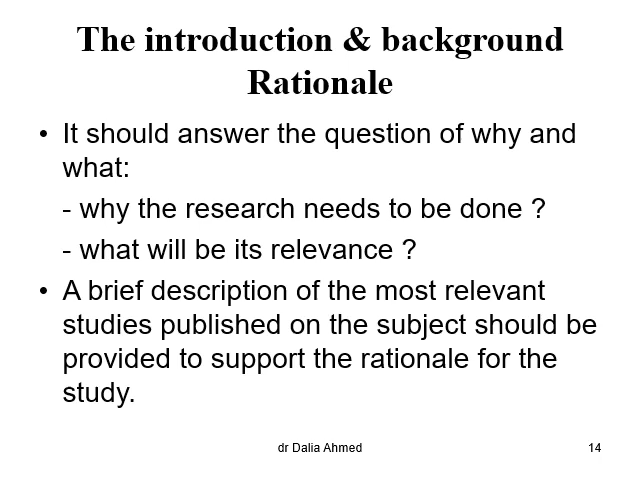 The introduction & background
Rationale
• It should answer the question of why and
what:
- why the research needs to be done ?
- what will be its relevance ?
• A brief description of the most relevant
studies published on the subject should be
provided to support the rationale for the
study.
dr Dalia Ahmed
14